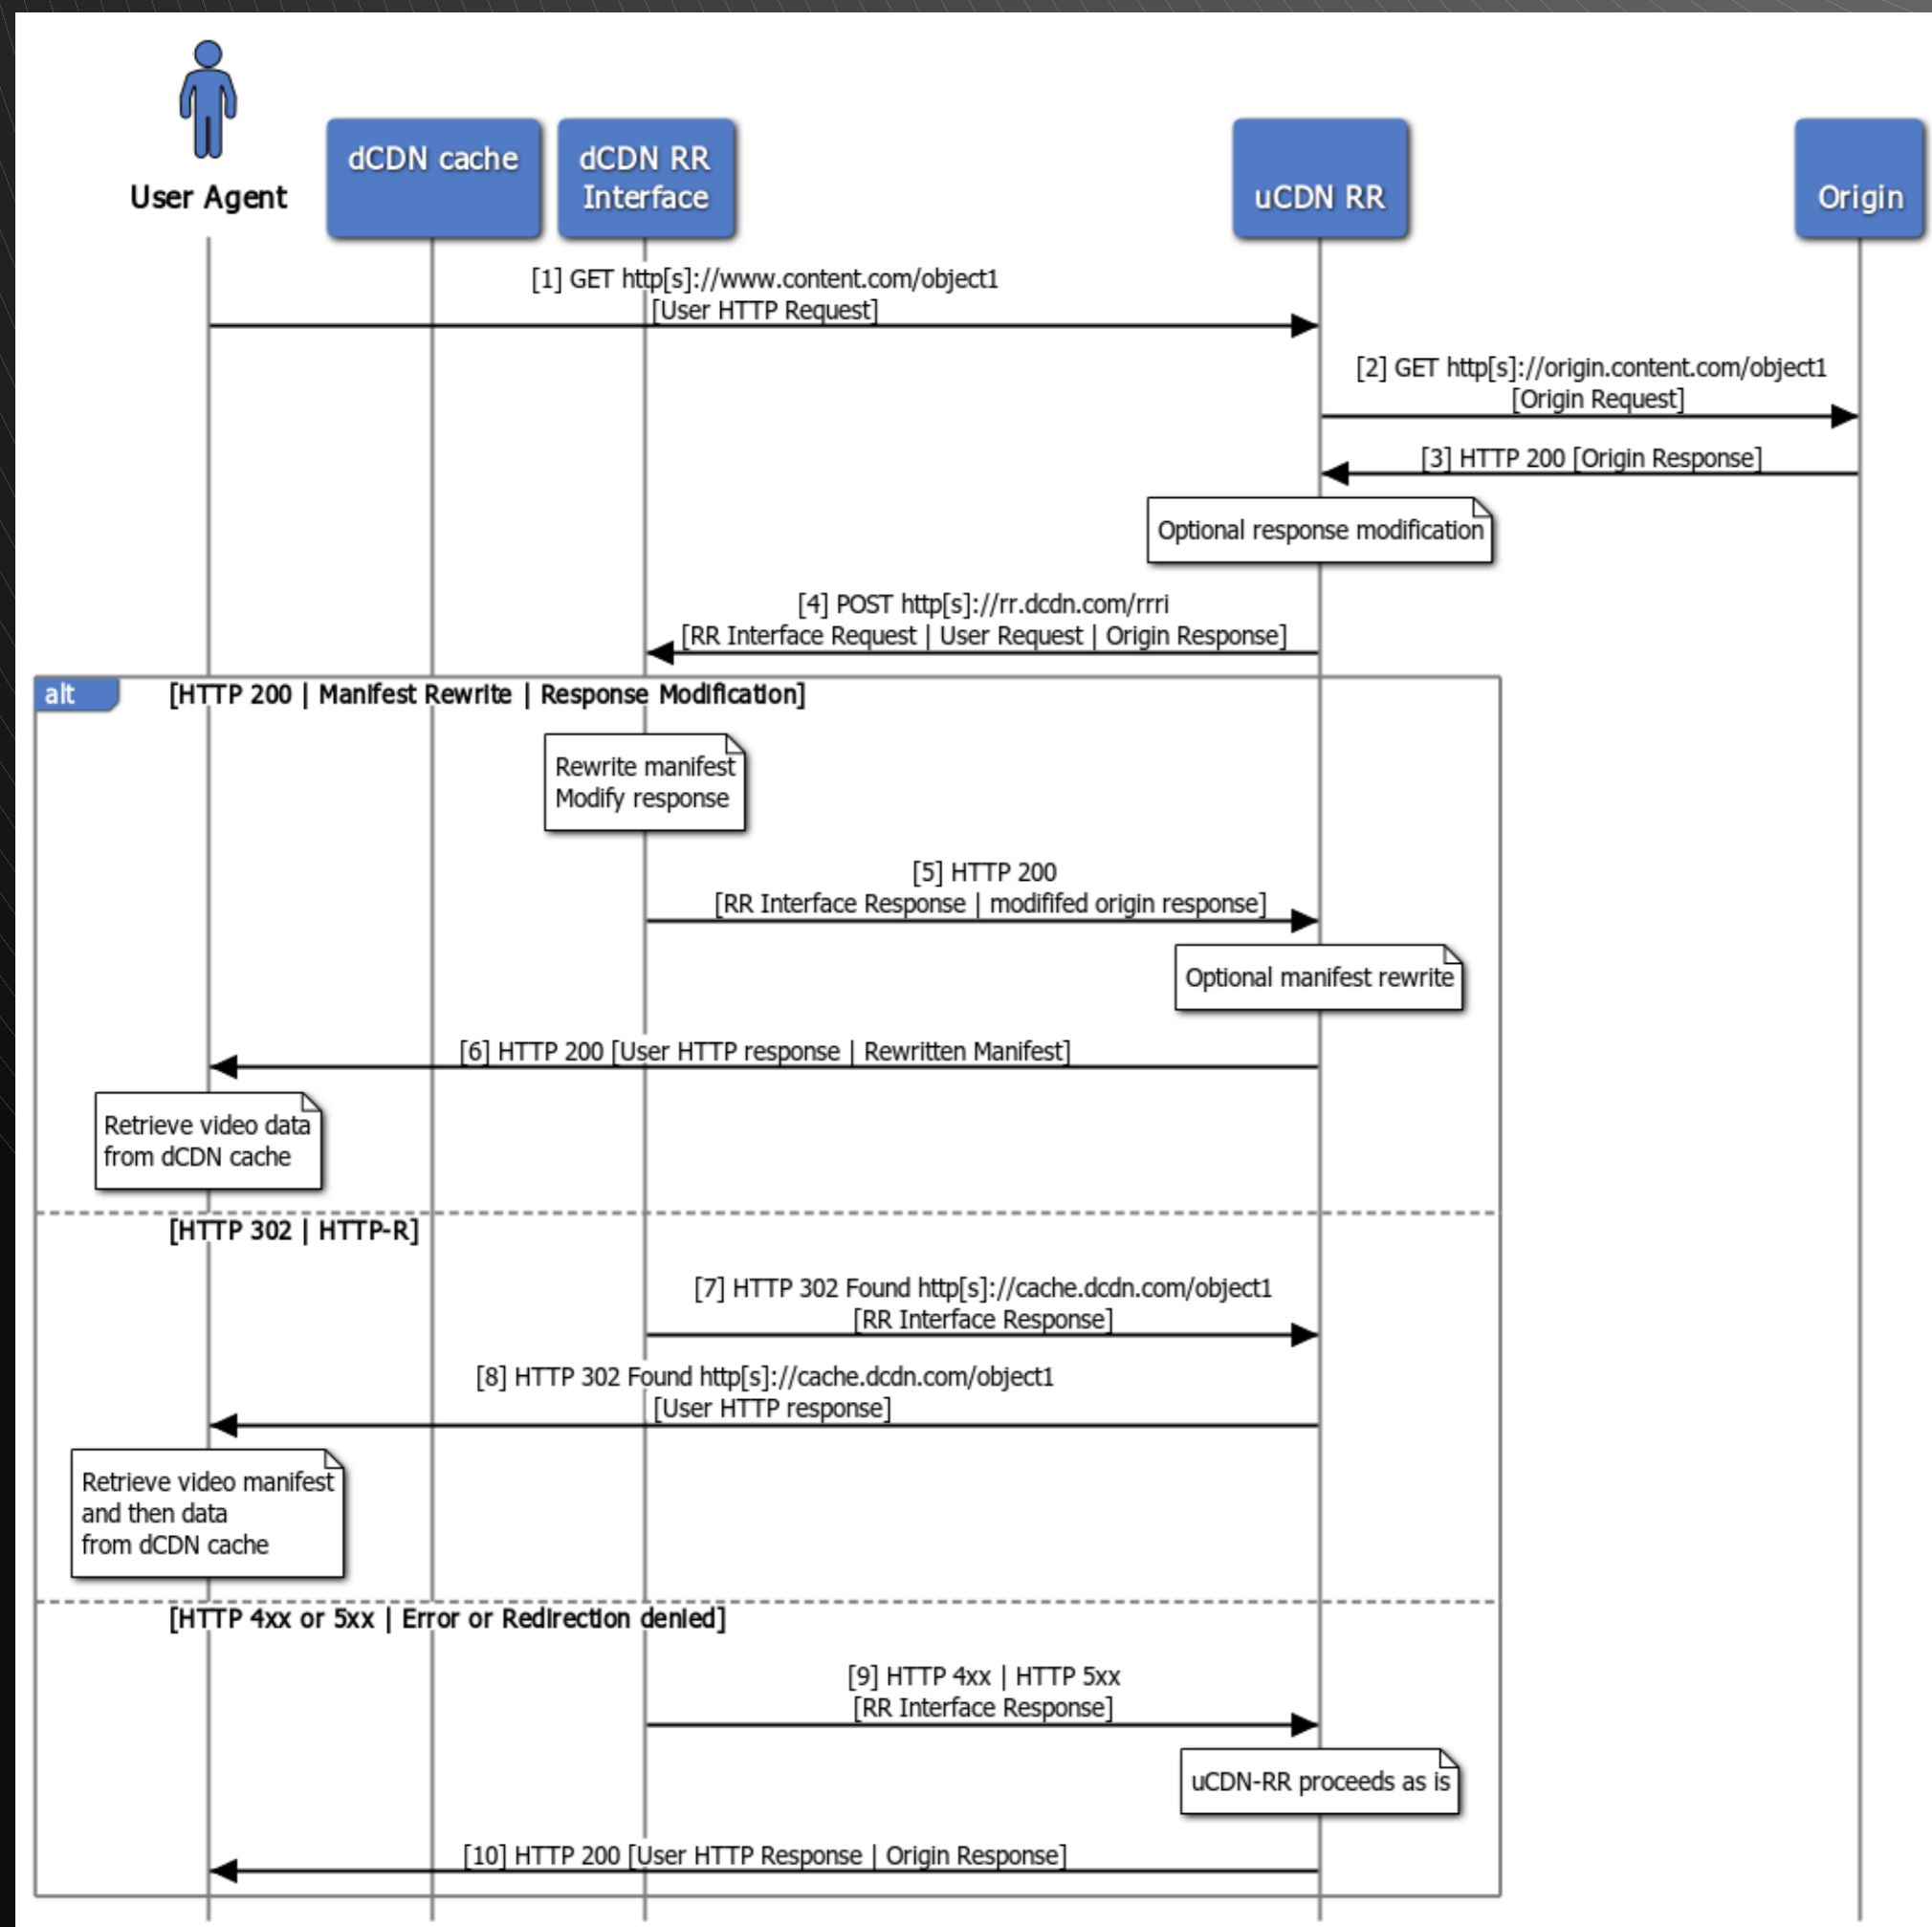 User Agent
dCDN cache
dCDN RR
Interface
uCDN RR
Origin
[1] GET http[s]://www.content.com/object1
[User HTTP Request]
[2] GET http[s]://origin.content.com/object1
[Origin Request]
[3] HTTP 200 [Origin Response]
Optional response modification
[4] POST http[s]://rr.dcdn.com/rrri
[RR Interface Request | User Request | Origin Response]
alt
[HTTP 200 | Manifest Rewrite | Response Modification]
Rewrite manifest
Modify response
[5] HTTP 200
[RR Interface Response | modififed origin response]
Optional manifest rewrite
[6] HTTP 200 [User HTTP response | Rewritten Manifest]
Retrieve video data
from dCDN cache
[HTTP 302 | HTTP-R]
[7] HTTP 302 Found http[s]://cache.dcdn.com/object1
[RR Interface Response]
[8] HTTP 302 Found http[s]://cache.dcdn.com/object1
[User HTTP response]
Retrieve video manifest
and then data
from dCDN cache
[HTTP 4xx or 5xx | Error or Redirection denied]
[9] HTTP 4xx | HTTP 5xx
[RR Interface Response]
uCDN-RR proceeds as is
[10] HTTP 200 [User HTTP Response | Origin Response]